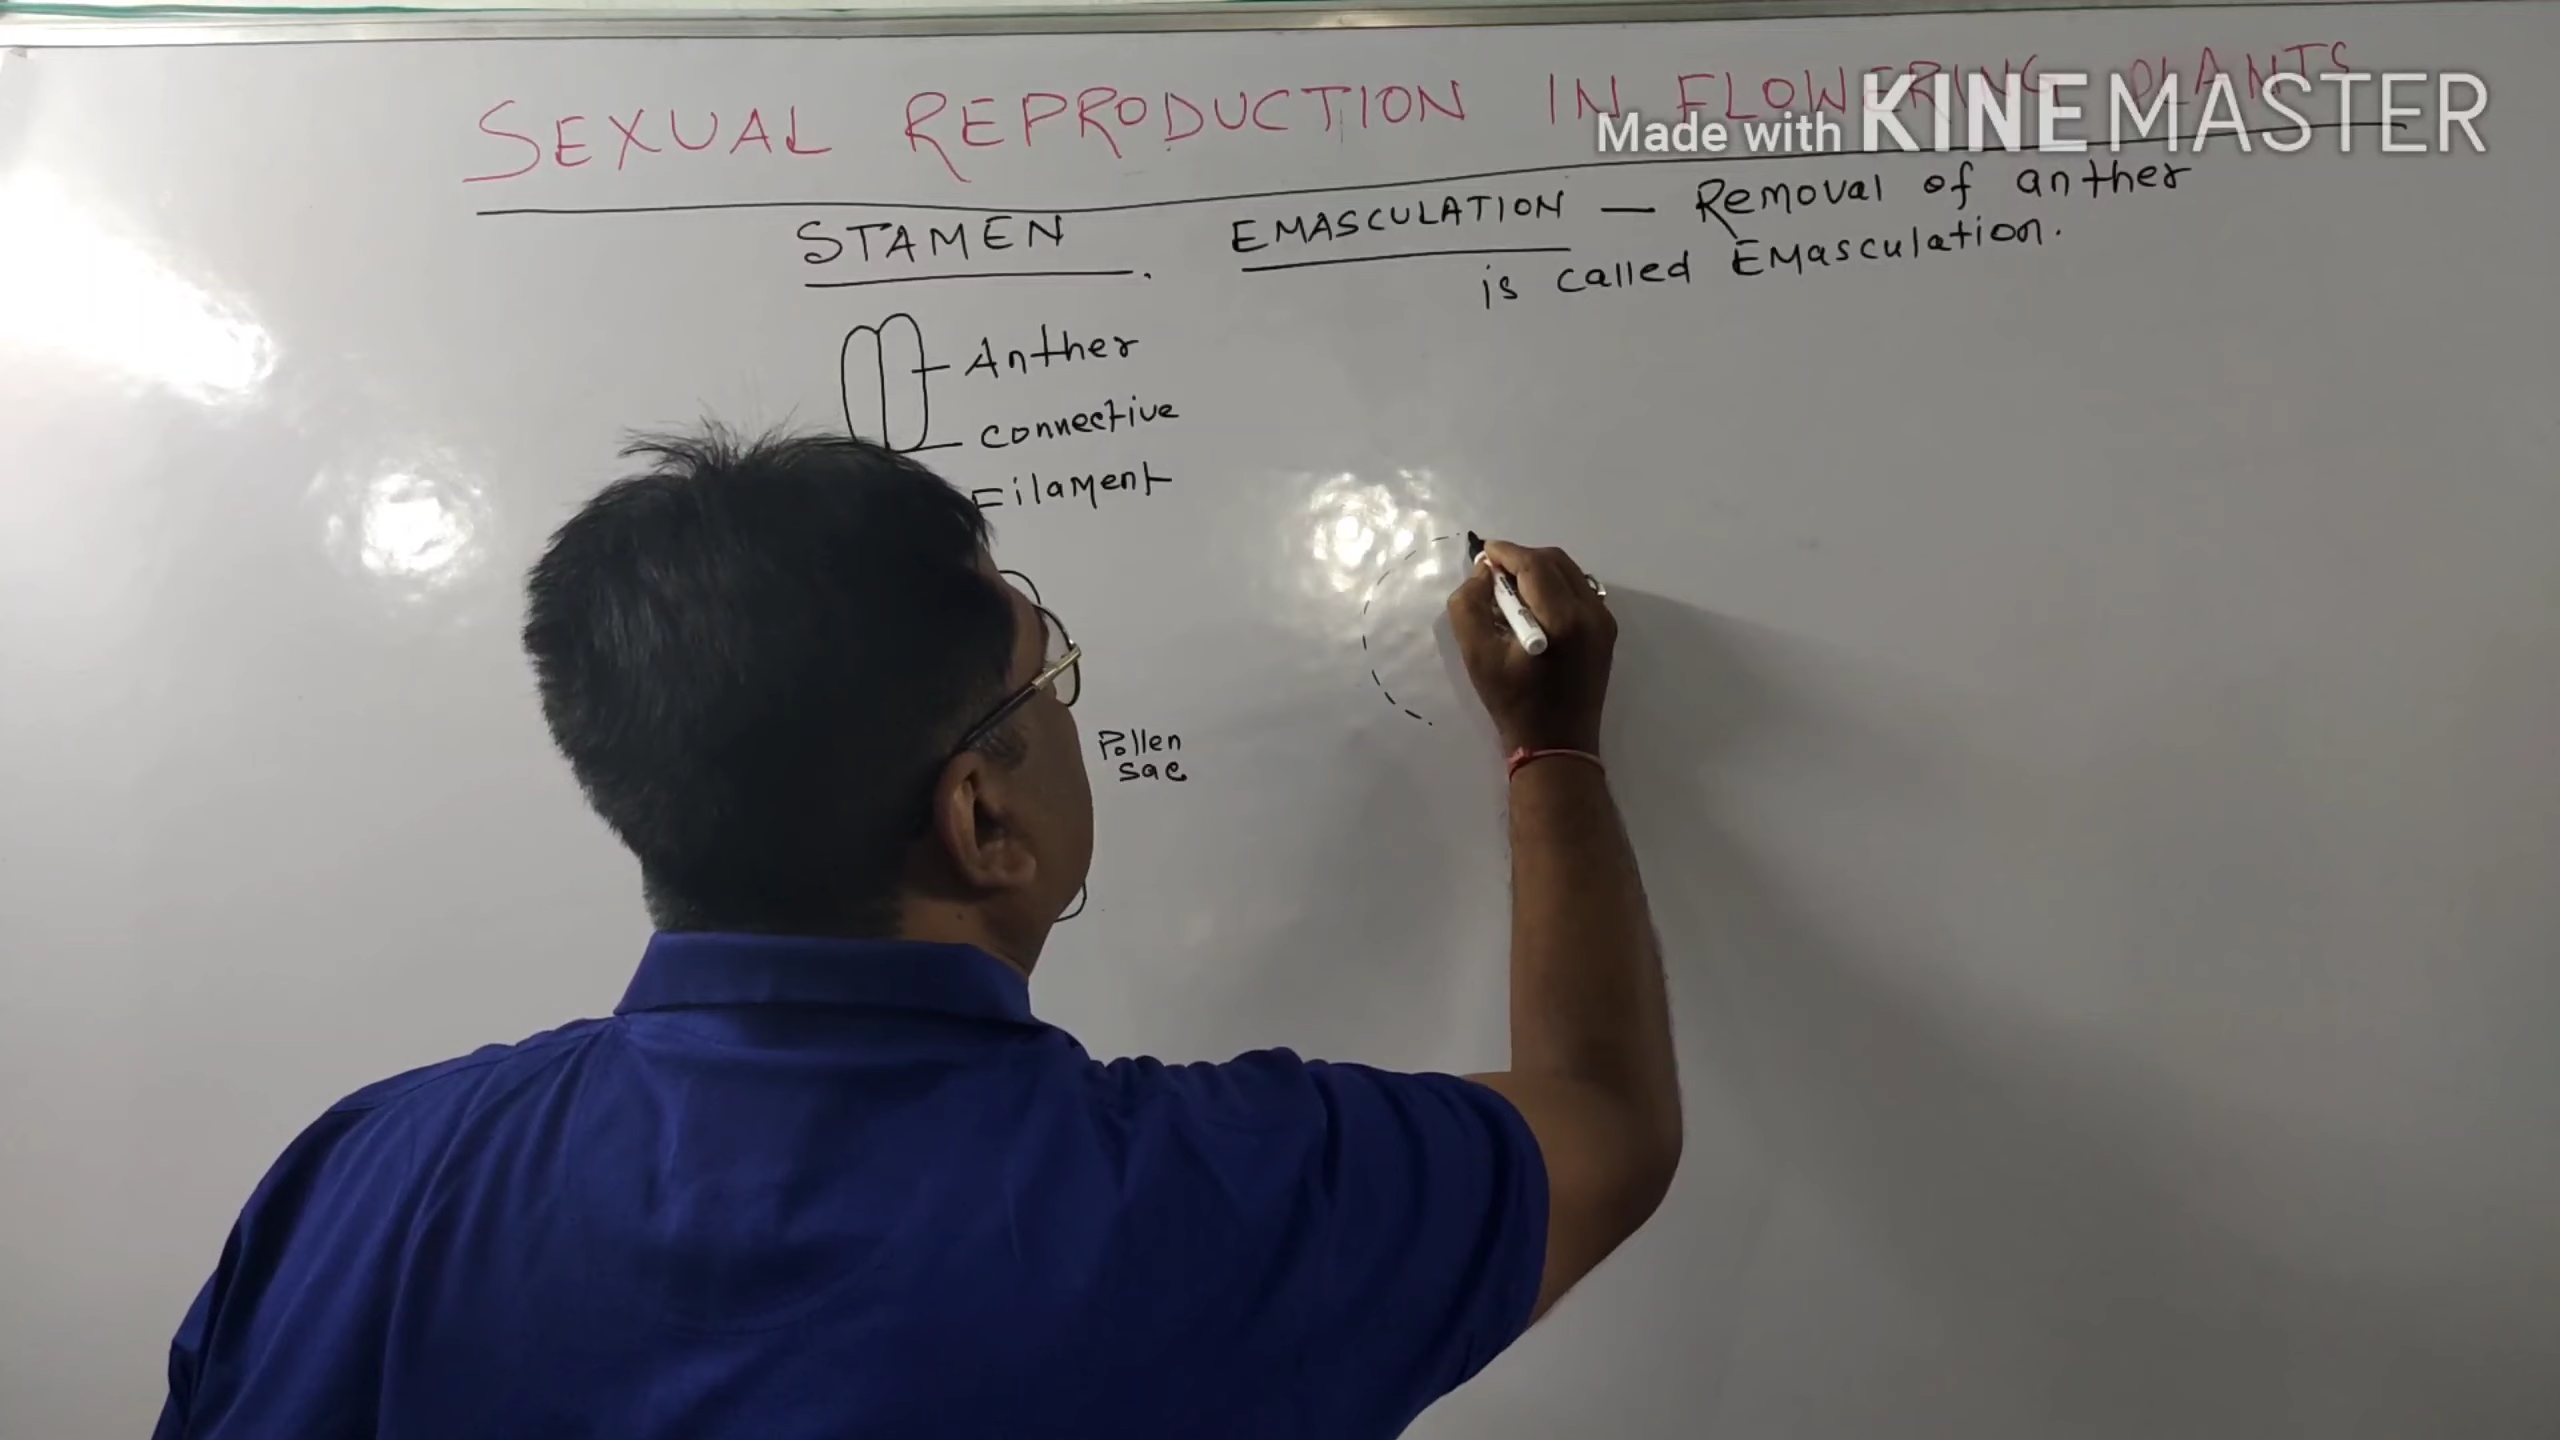 SEXUAL REPRODUCTION IN FLOWERING PLANTS
Made with KINEMASTER
STAMEN
EMASCULATION — Removal of anther
is called Emasculation.
Anther
Connective
Filament
Pollen
sac